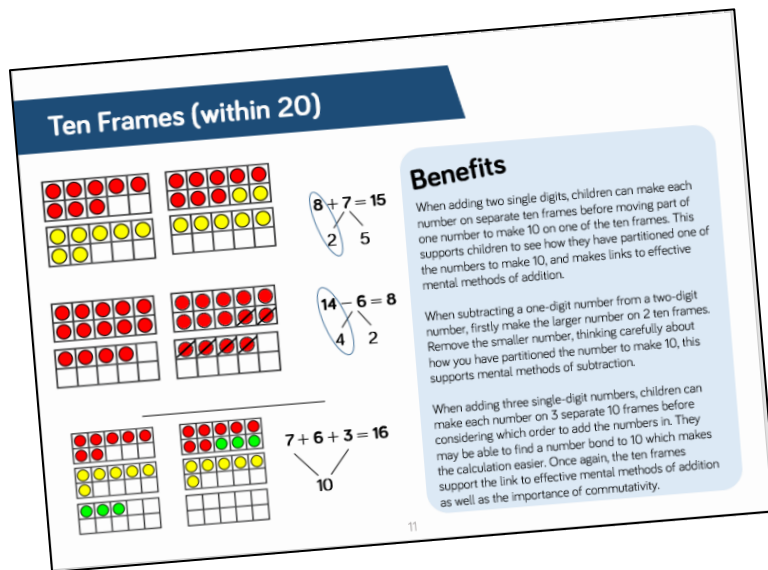 Ten Frames (within 20)
8 + 7 = 15
2 5
14 – 6 = 8
4 2
7 + 6 + 3 = 16
10
Benefits
When adding two single digits, children can make each
number on separate ten frames before moving part of
one number to make 10 on one of the ten frames. This
supports children to see how they have partitioned one of
the numbers to make 10, and makes links to effective
mental methods of addition.
When subtracting a one-digit number from a two-digit
number, firstly make the larger number on 2 ten frames.
Remove the smaller number, thinking carefully about
how you have partitioned the number to make 10, this
supports mental methods of subtraction.
When adding three single-digit numbers, children can
make each number on 3 separate 10 frames before
considering which order to add the numbers in. They
may be able to find a number bond to 10 which makes
the calculation easier. Once again, the ten frames
support the link to effective mental methods of addition
as well as the importance of commutativity.
11